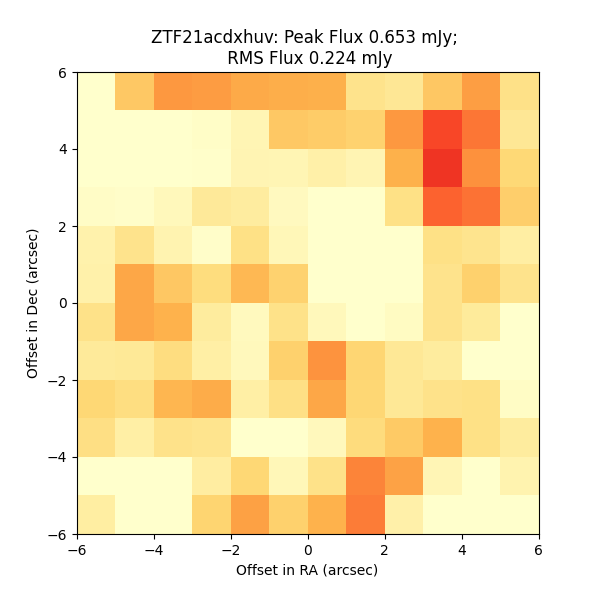 ZTF21acdxhuv: Peak Flux 0.653 mJy;
RMS Flux 0.224 mJy
6
4
2
0
−2
−4
−6
Offset in Dec (arcsec)
−6 −4 −2 0 2 4 6
Offset in RA (arcsec)